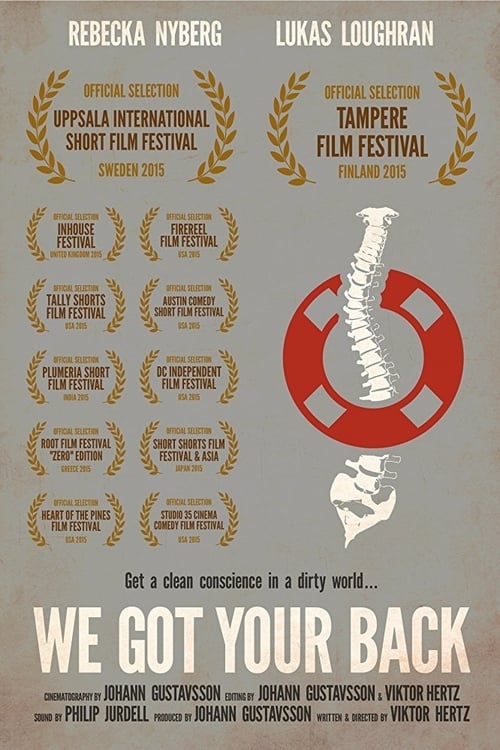 REBECKA NYBERG
LUKAS LOUGHRAN
OFFICIAL SELECTION
UPPSALA INTERNATIONAL
SHORT FILM FESTIVAL
SWEDEN 2015
OFFICIAL SELECTION
TAMPERE
FILM FESTIVAL
FINLAND 2015
OFFICIAL SELECTION
INHOUSE
FESTIVAL
UNITED KINGDOM 2015
OFFICIAL SELECTION
FIREREEL
FILM FESTIVAL
USA 2015
OFFICIAL SELECTION
TALLY SHORTS
FILM FESTIVAL
USA 2015
OFFICIAL SELECTION
AUSTIN COMEDY
SHORT FILM FESTIVAL
USA 2015
OFFICIAL SELECTION
PLUMERIA SHORT
FILM FESTIVAL
INDIA 2015
OFFICIAL SELECTION
DC INDEPENDENT
FILM FESTIVAL
USA 2015
OFFICIAL SELECTION
ROOT FILM FESTIVAL
"ZERO" EDITION
GREECE 2015
OFFICIAL SELECTION
SHORT SHORTS FILM
FESTIVAL & ASIA
JAPAN 2015
OFFICIAL SELECTION
HEART OF THE PINES
FILM FESTIVAL
USA 2015
OFFICIAL SELECTION
STUDIO 35 CINEMA
COMEDY FILM FESTIVAL
USA 2015
Get a clean conscience in a dirty world...
WE GOT YOUR BACK
CINEMATOGRAPHY BY JOHANN GUSTAVSSON EDITING BY JOHANN GUSTAVSSON & VIKTOR HERTZ
SOUND BY PHILIP JURDELL PRODUCED BY JOHANN GUSTAVSSON WRITTEN & DIRECTED BY VIKTOR HERTZ